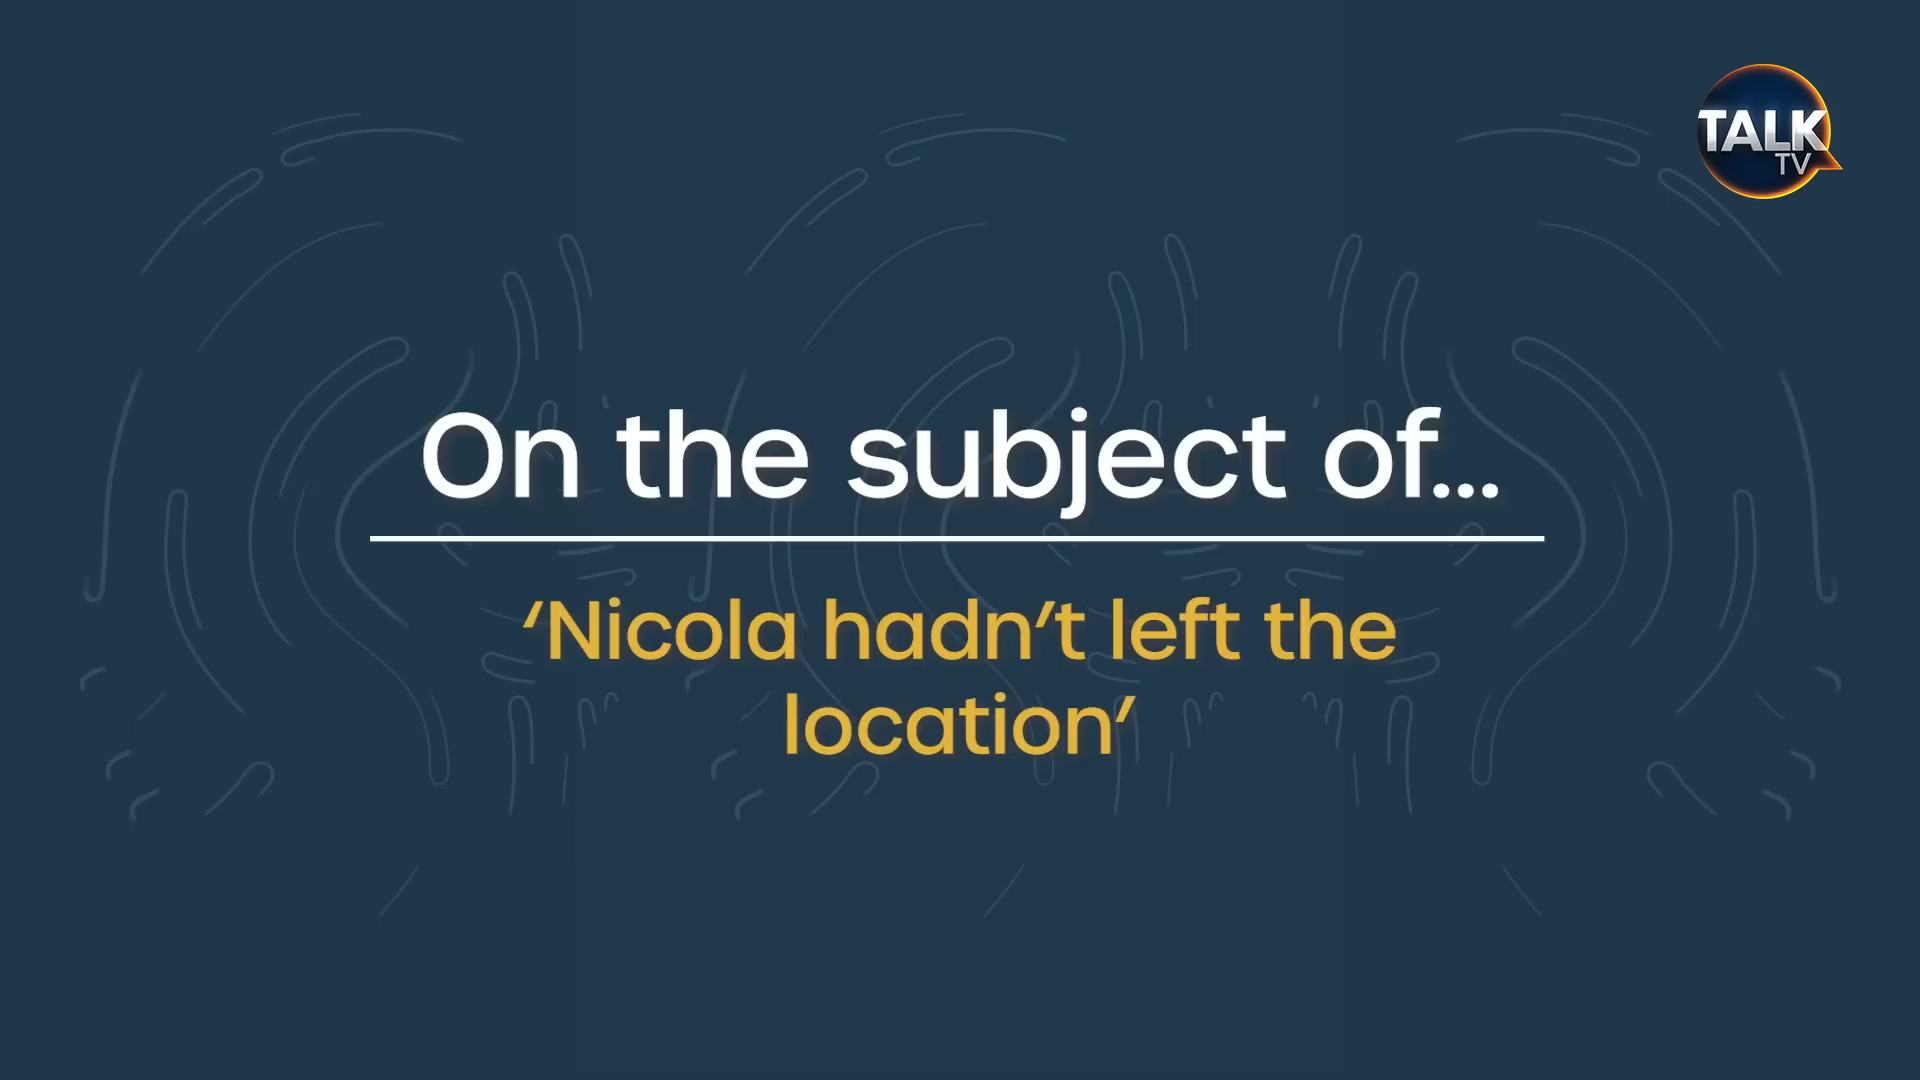 TALK
TV
On the subject of...
‘Nicola hadn’t left the
location’